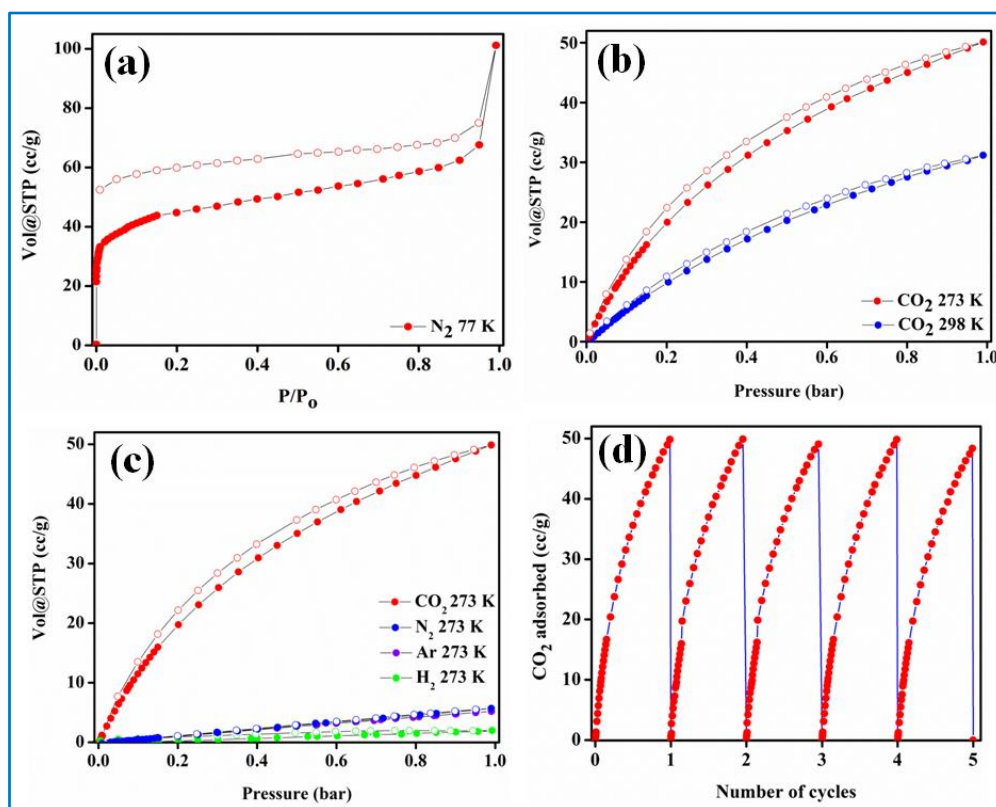 (a)
Vol@STP (cc/g)
100
80
60
40
20
0
N₂ 77 K
0.0 0.2 0.4 0.6 0.8 1.0
P/Pₒ
(b)
Vol@STP (cc/g)
50
40
30
20
10
0
CO₂ 273 K
CO₂ 298 K
0.0 0.2 0.4 0.6 0.8 1.0
Pressure (bar)
(c)
Vol@STP (cc/g)
50
40
30
20
10
0
CO₂ 273 K
N₂ 273 K
Ar 273 K
H₂ 273 K
0.0 0.2 0.4 0.6 0.8 1.0
Pressure (bar)
(d)
CO₂ adsorbed (cc/g)
50
40
30
20
10
0
0 1 2 3 4 5
Number of cycles